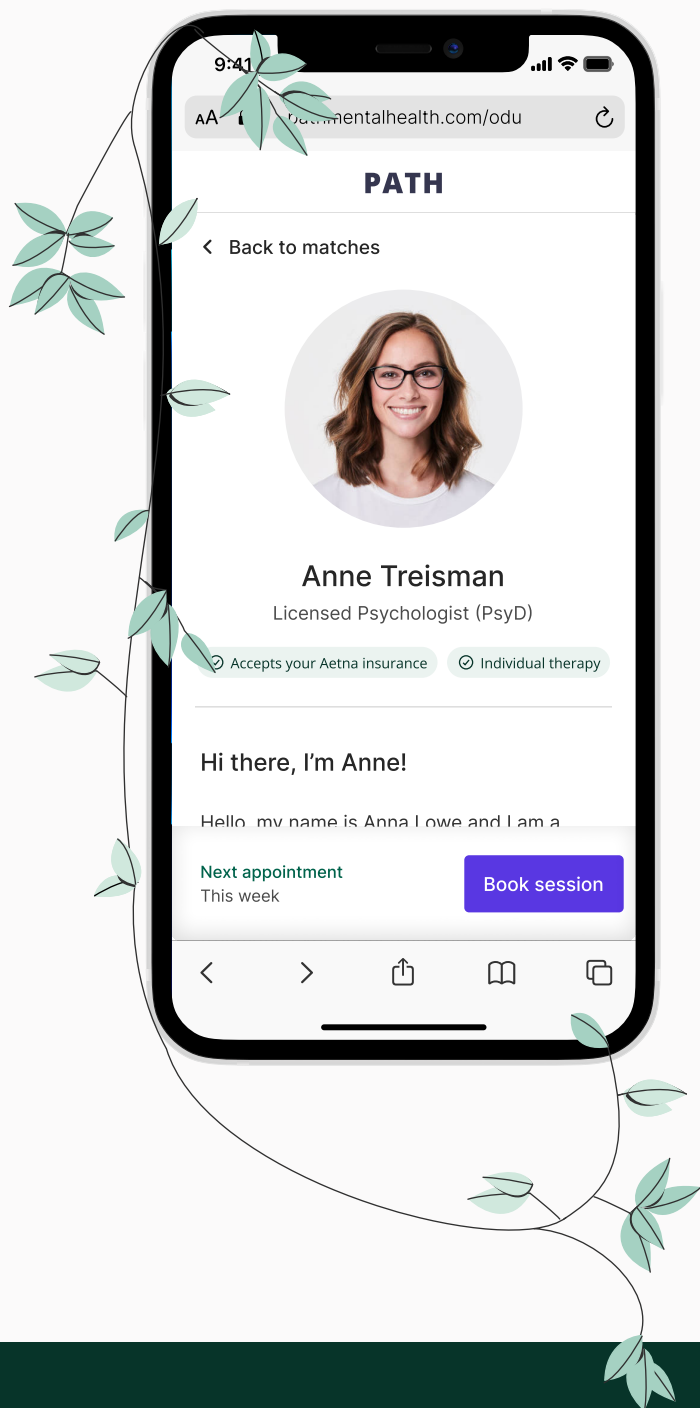 9:41
AA pathmentalhealth.com/odu
PATH
Back to matches
Anne Treisman
Licensed Psychologist (PsyD)
Accepts your Aetna insurance Individual therapy
Hi there, I’m Anne!
Hello, my name is Anna Lowe and I am a
Next appointment
This week
Book session